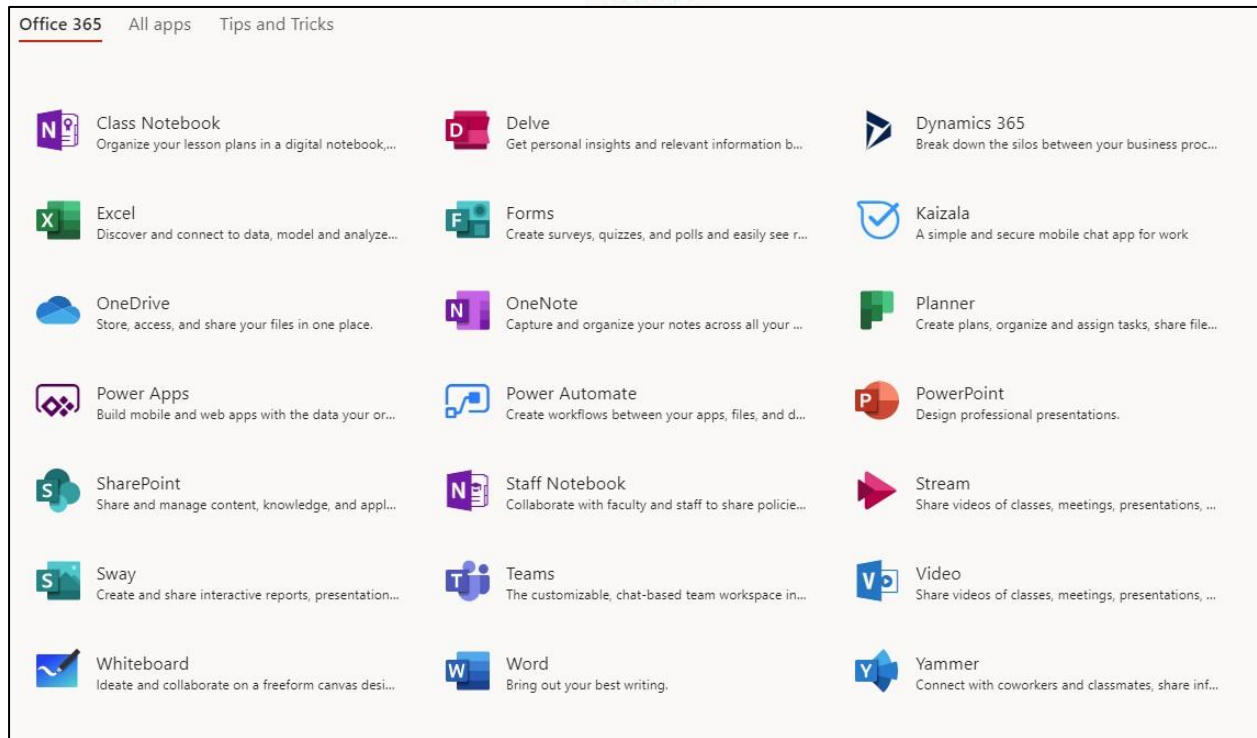 Office 365 All apps Tips and Tricks
N Class Notebook
Organize your lesson plans in a digital notebook,...
D Delve
Get personal insights and relevant information b...
Dynamics 365
Break down the silos between your business proc...
X Excel
Discover and connect to data, model and analyze...
F Forms
Create surveys, quizzes, and polls and easily see r...
Kaizala
A simple and secure mobile chat app for work
OneDrive
Store, access, and share your files in one place.
N OneNote
Capture and organize your notes across all your ...
Planner
Create plans, organize and assign tasks, share file...
Power Apps
Build mobile and web apps with the data your or...
Power Automate
Create workflows between your apps, files, and d...
P PowerPoint
Design professional presentations.
S SharePoint
Share and manage content, knowledge, and appl...
N Staff Notebook
Collaborate with faculty and staff to share policie...
Stream
Share videos of classes, meetings, presentations, ...
S Sway
Create and share interactive reports, presentation...
T Teams
The customizable, chat-based team workspace in...
V Video
Share videos of classes, meetings, presentations, ...
Whiteboard
Ideate and collaborate on a freeform canvas desi...
W Word
Bring out your best writing.
Y Yammer
Connect with coworkers and classmates, share inf...